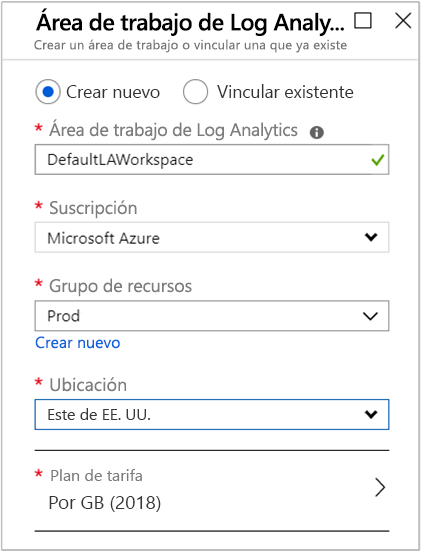 Área de trabajo de Log Analy...
Crear un área de trabajo o vincular una que ya existe
Crear nuevo
Vincular existente
* Área de trabajo de Log Analytics
DefaultLAWorkspace
* Suscripción
Microsoft Azure
* Grupo de recursos
Prod
Crear nuevo
* Ubicación
Este de EE. UU.
* Plan de tarifa
Por GB (2018)